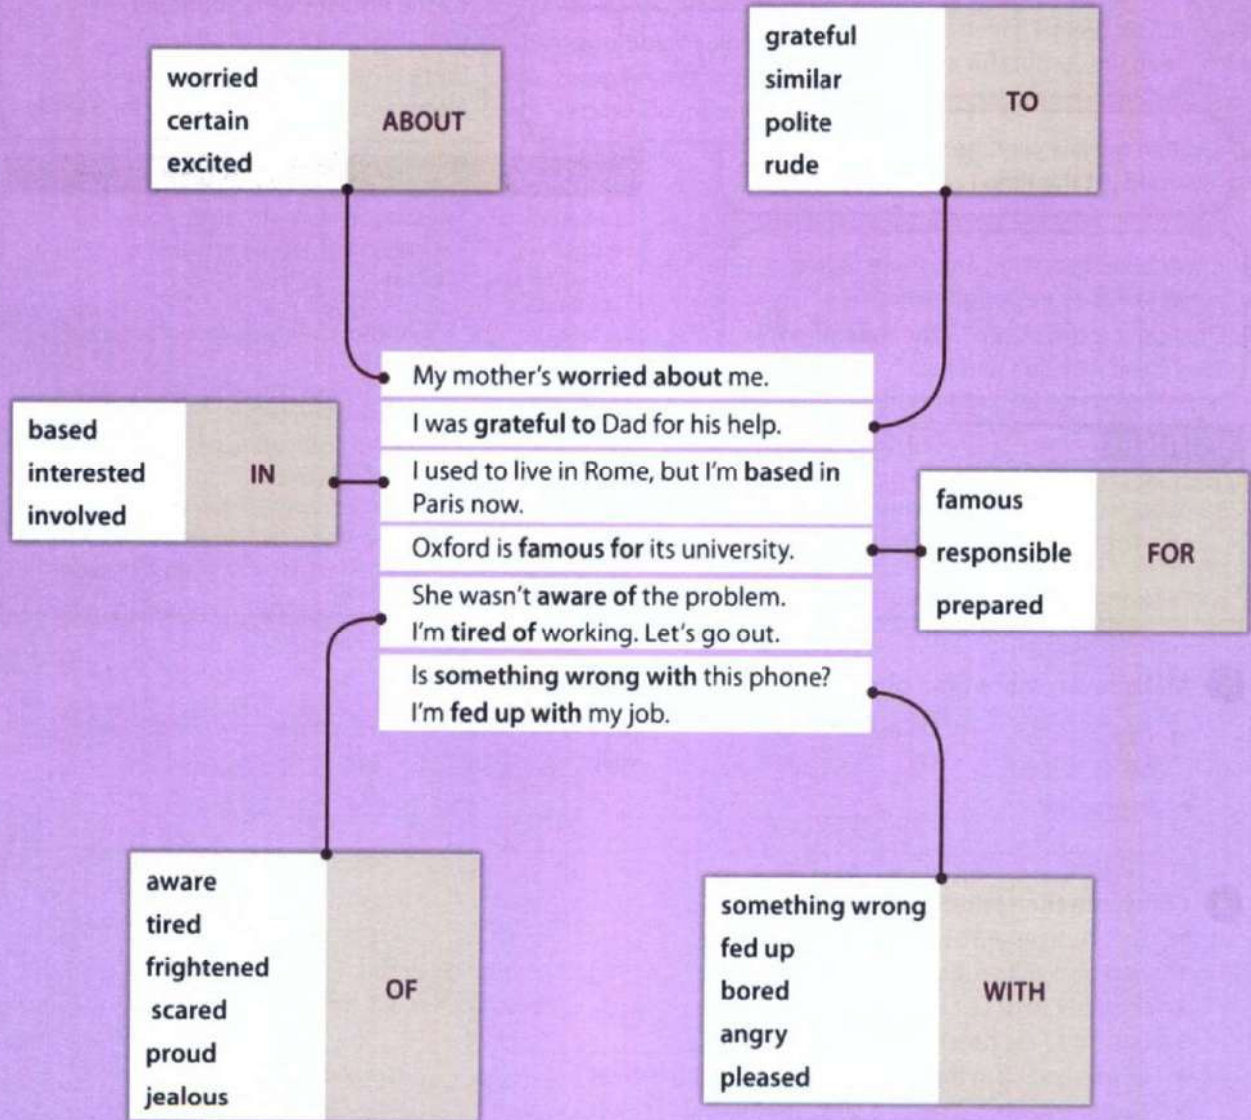 worried
certain
excited
ABOUT
grateful
similar
polite
rude
TO
My mother's worried about me.
I was grateful to Dad for his help.
I used to live in Rome, but I'm based in
Paris now.
Oxford is famous for its university.
She wasn't aware of the problem.
I'm tired of working. Let's go out.
Is something wrong with this phone?
I'm fed up with my job.
based
interested
involved
IN
famous
responsible
prepared
FOR
aware
tired
frightened
scared
proud
jealous
OF
something wrong
fed up
bored
angry
pleased
WITH